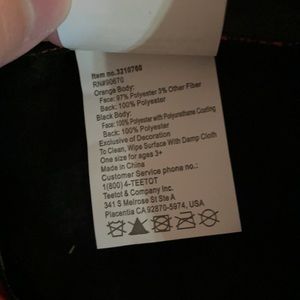 Item no.3210760
RN#90670
Orange Body:
Face: 97% Polyester 3% Other Fiber
Back: 100% Polyester
Black Body:
Face: 100% Polyester with Polyurethane Coating
Back: 100% Polyester
Exclusive of Decoration
To Clean, Wipe Surface With Damp Cloth
One size for ages 3+
Made in China
Customer Service phone no.:
1(800) 4-TEETOT
Teetot & Company Inc.
341 S Melrose St Ste A
Placentia CA 92870-5974, USA